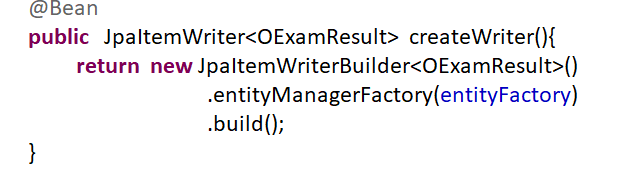 @Bean
public JpaItemWriter<OExamResult> createWriter(){
return new JpaItemWriterBuilder<OExamResult>()
.entityManagerFactory(entityFactory)
.build();
}